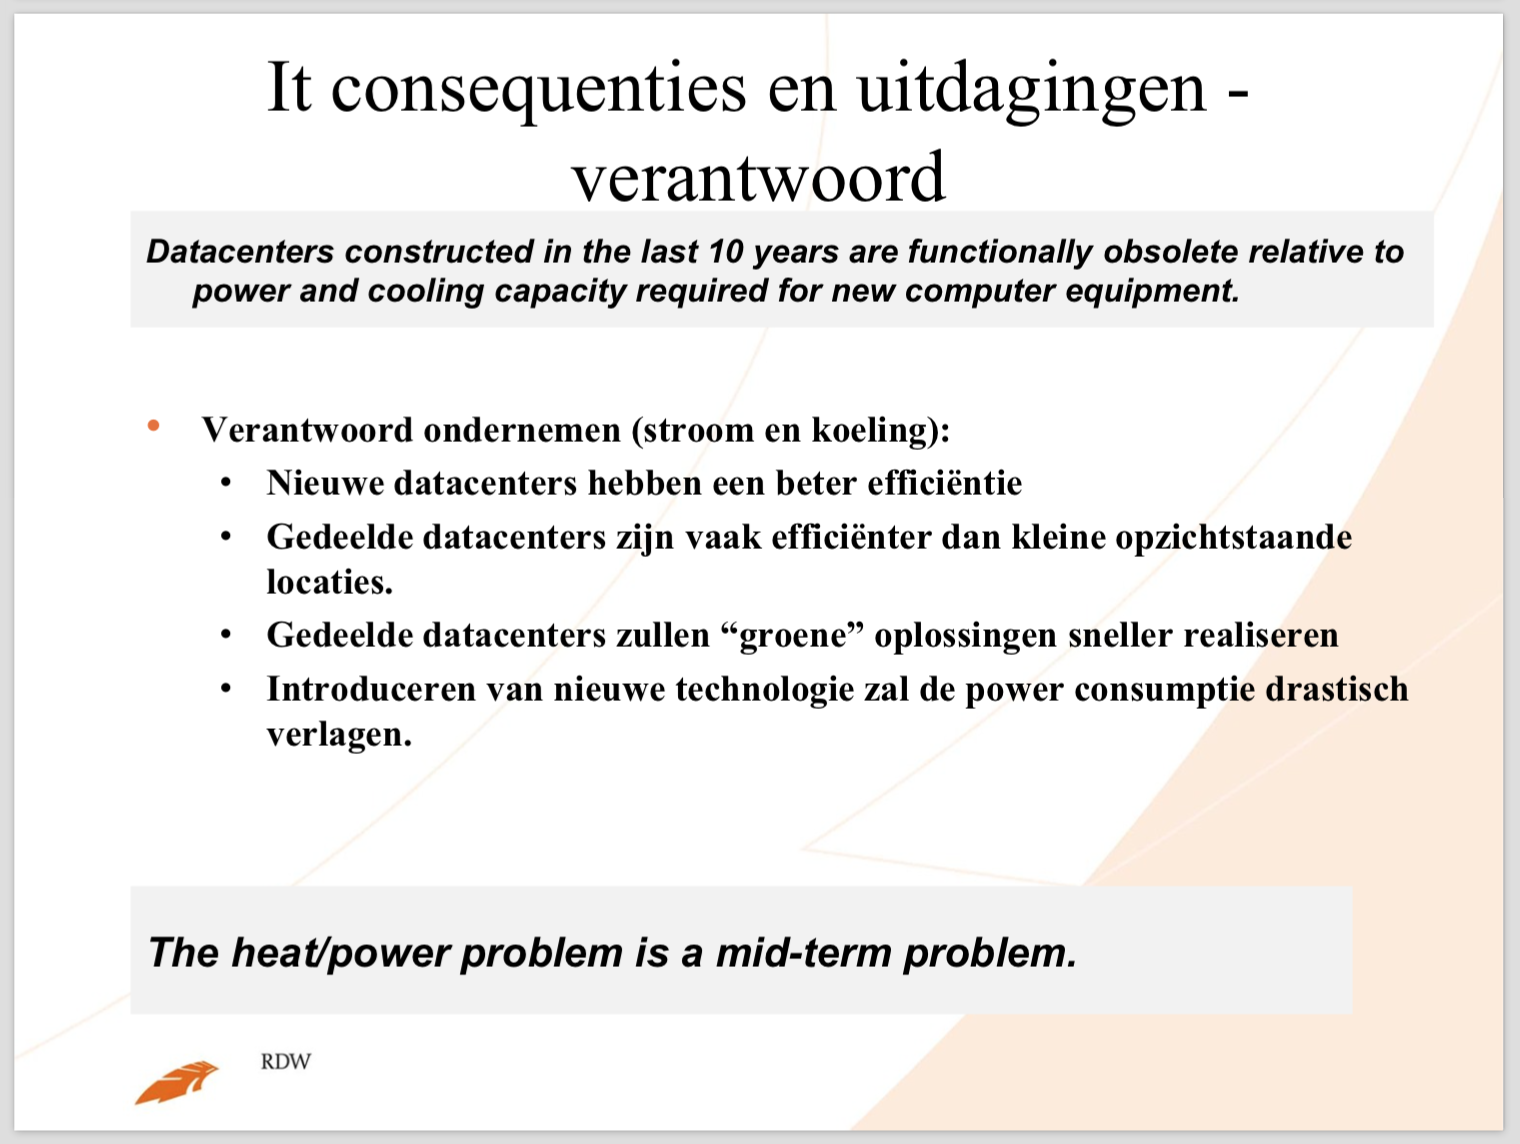 It consequenties en uitdagingen -
verantwoord
Datacenters constructed in the last 10 years are functionally obsolete relative to
power and cooling capacity required for new computer equipment.
• Verantwoord ondernemen (stroom en koeling):
• Nieuwe datacenters hebben een beter efficiëntie
• Gedeelde datacenters zijn vaak efficiënter dan kleine opzichtstaande
locaties.
• Gedeelde datacenters zullen “groene” oplossingen sneller realiseren
• Introduceren van nieuwe technologie zal de power consumptie drastisch
verlagen.
The heat/power problem is a mid-term problem.
RDW